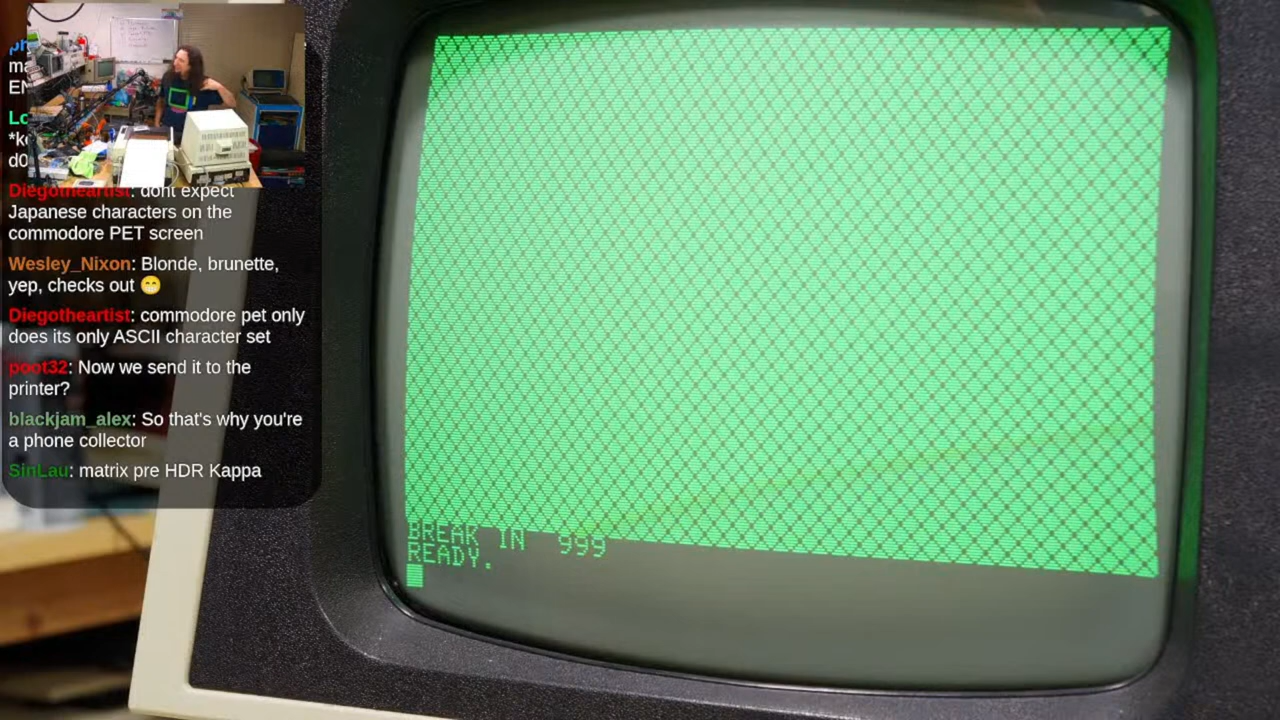 EN
*k
d0
Diegotheartist: dont expect
Japanese characters on the
commodore PET screen
Wesley_Nixon: Blonde, brunette,
yep, checks out 😁
Diegotheartist: commodore pet only
does its only ASCII character set
poot32: Now we send it to the
printer?
blackjam_alex: So that's why you're
a phone collector
SinLau: matrix pre HDR Kappa
BREAK IN 999
READY.